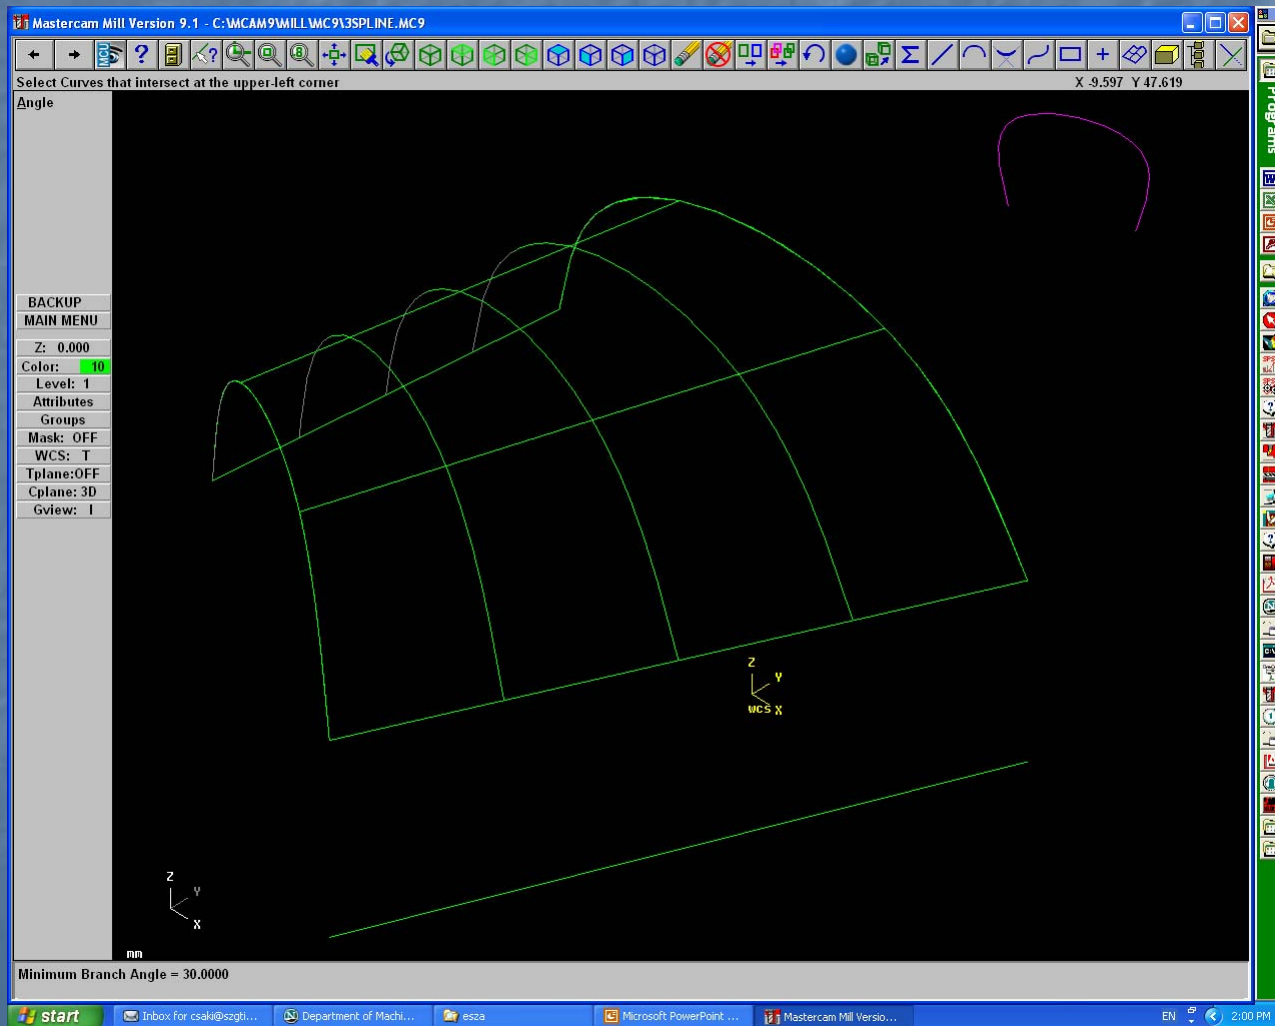 Mastercam Mill Version 9.1 - C:\MCAM9\MILL\MC9\3SPLINE.MC9
MCU
Select Curves that intersect at the upper-left corner
X -9.597 Y 47.619
Angle
Programs
BACKUP
MAIN MENU
Z: 0.000
Color: 10
Level: 1
Attributes
Groups
Mask: OFF
WCS: T
Tplane:OFF
Cplane: 3D
Gview: I
Z
Y
WCS X
Z
Y
X
mm
Minimum Branch Angle = 30.0000
start
Inbox for csaki@szgti...
Department of Machi...
esza
Microsoft PowerPoint ...
Mastercam Mill Versio...
EN
2:00 PM